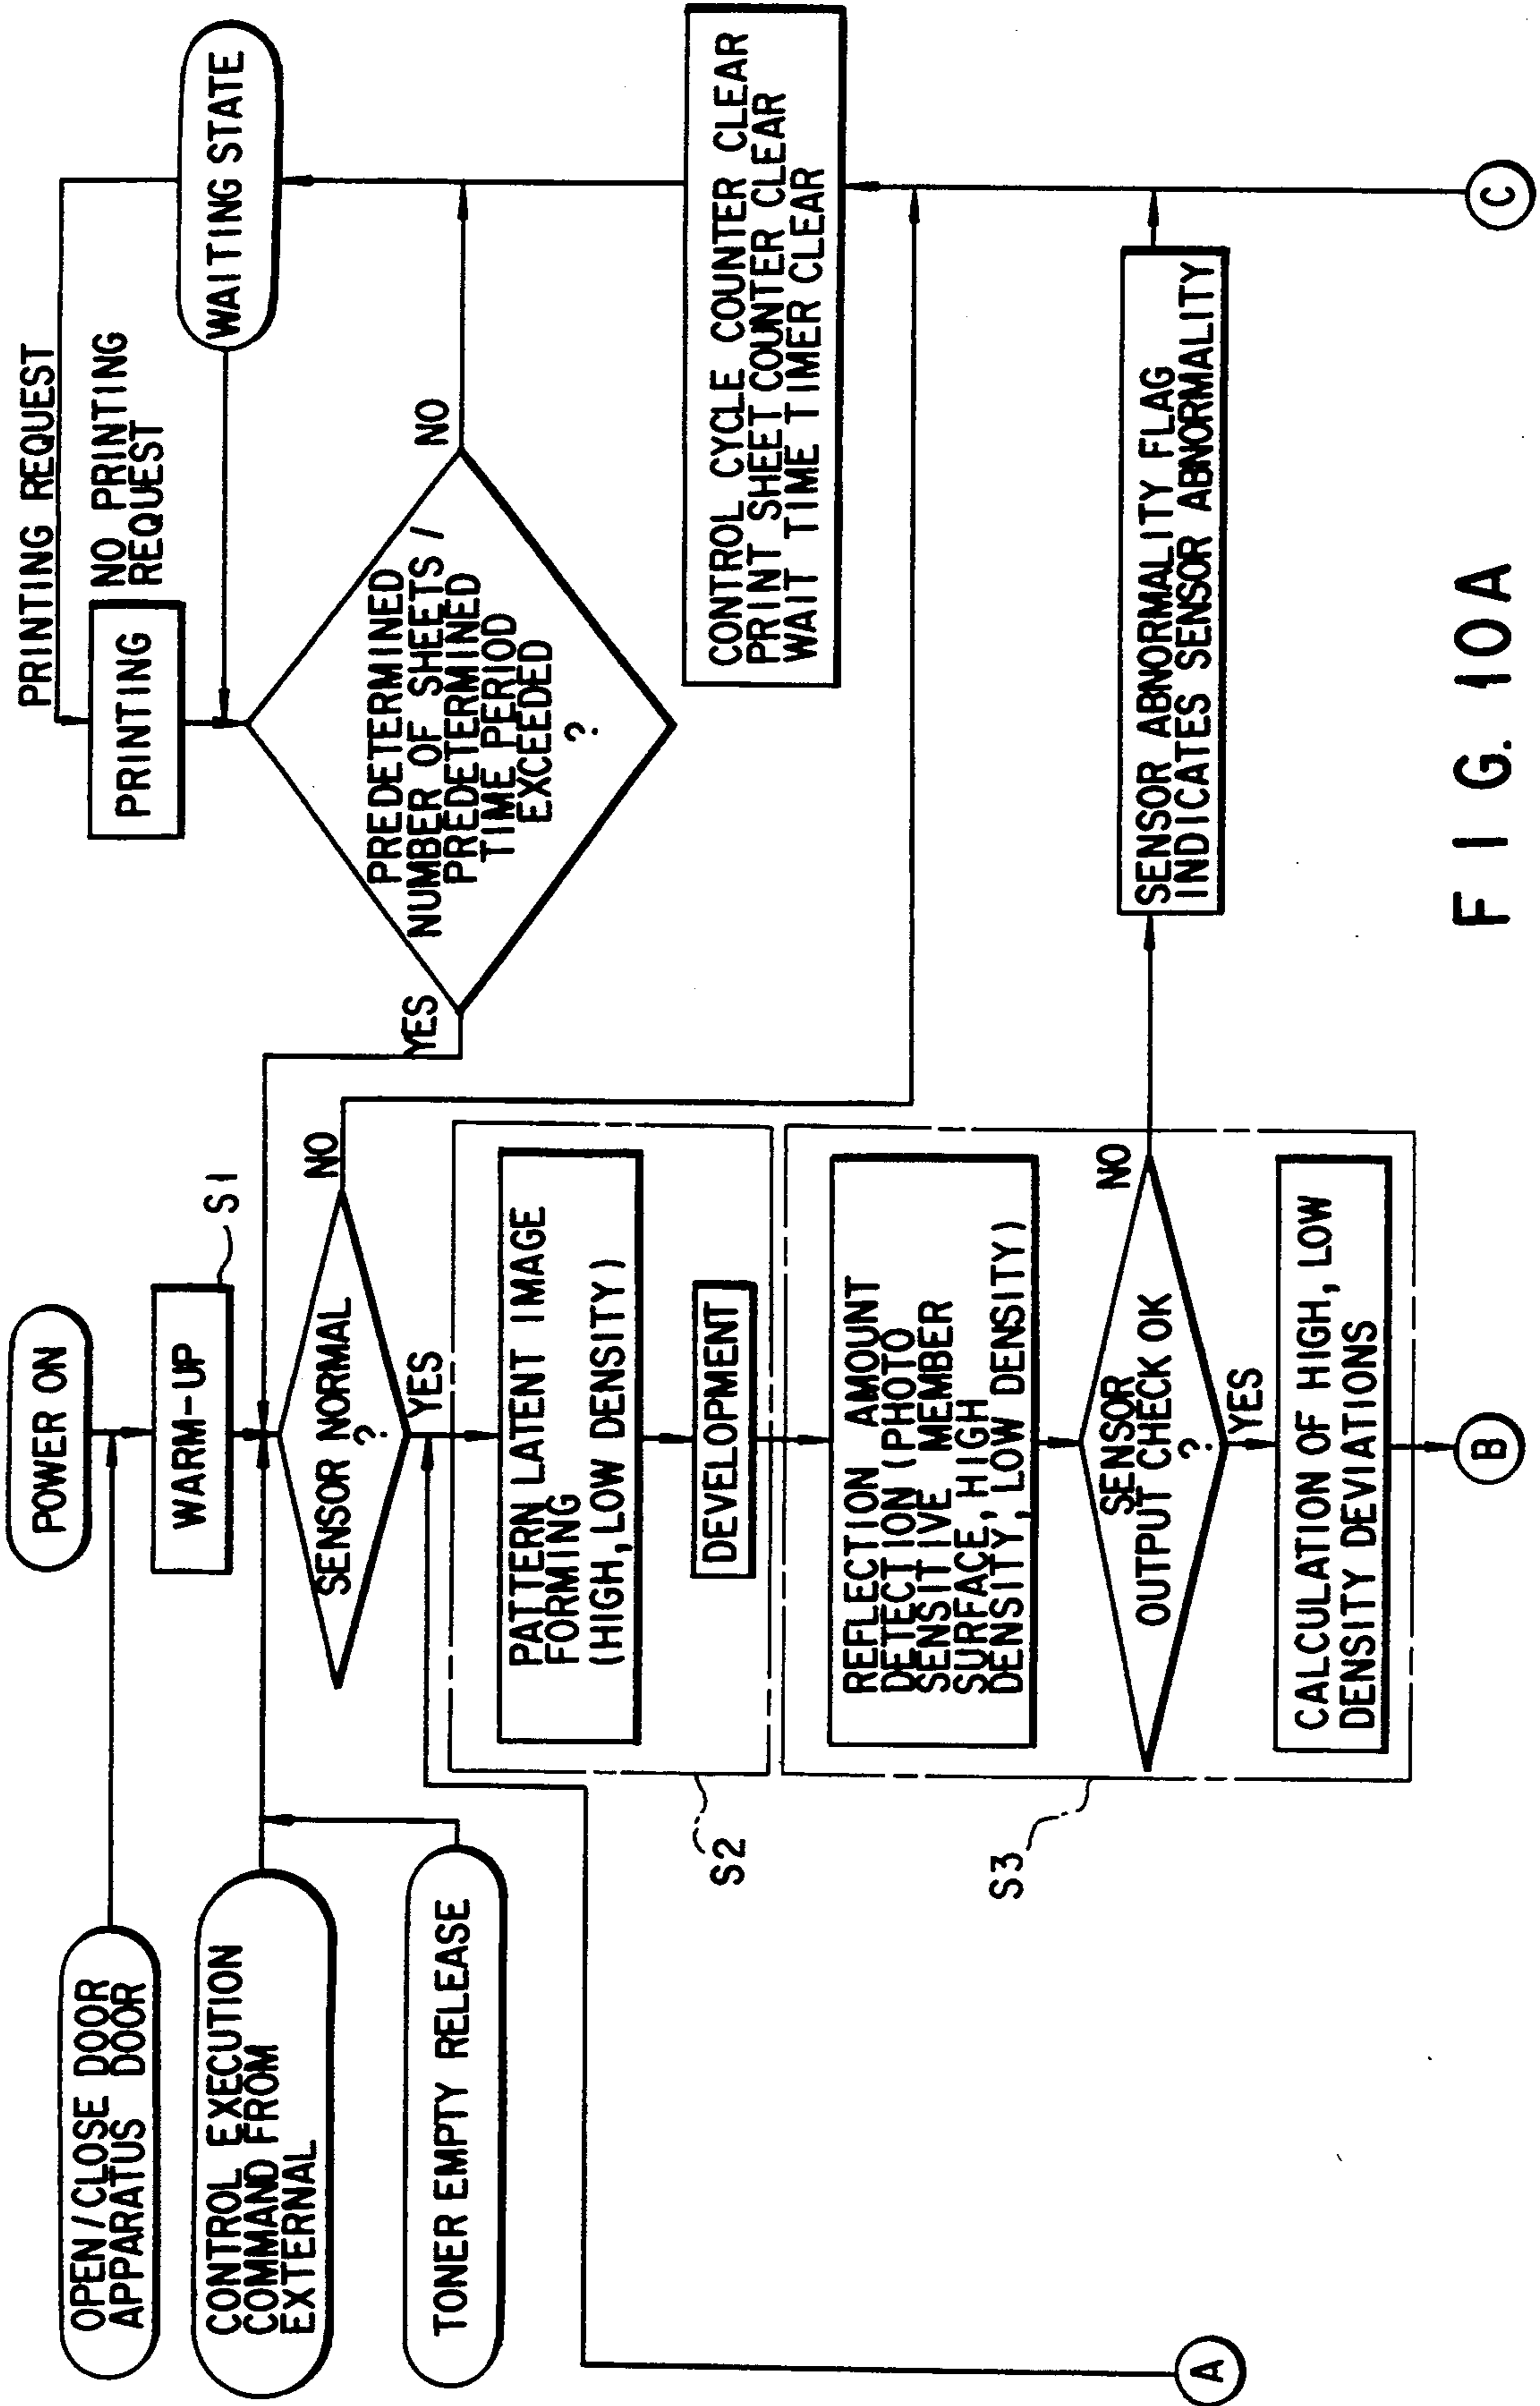 POWER ON
OPEN/CLOSE DOOR
APPARATUS DOOR
WARM-UP
S1
CONTROL EXECUTION
COMMAND FROM
EXTERNAL
TONER EMPTY RELEASE
SENSOR NORMAL
?
NO
YES
PATTERN LATENT IMAGE
FORMING
(HIGH, LOW DENSITY)
DEVELOPMENT
S2
REFLECTION AMOUNT
DETECTION (PHOTO
SENSITIVE MEMBER
SURFACE, HIGH
DENSITY, LOW DENSITY)
SENSOR
OUTPUT CHECK OK
?
NO
YES
CALCULATION OF HIGH, LOW
DENSITY DEVIATIONS
S3
A
B
PRINTING REQUEST
PRINTING
NO PRINTING
REQUEST
WAITING STATE
PREDETERMINED
NUMBER OF SHEETS /
PREDETERMINED
TIME PERIOD
EXCEEDED
?
YES
NO
CONTROL CYCLE COUNTER CLEAR
PRINT SHEET COUNTER CLEAR
WAIT TIME TIMER CLEAR
SENSOR ABNORMALITY FLAG
INDICATES SENSOR ABNORMALITY
C
FIG. 10A